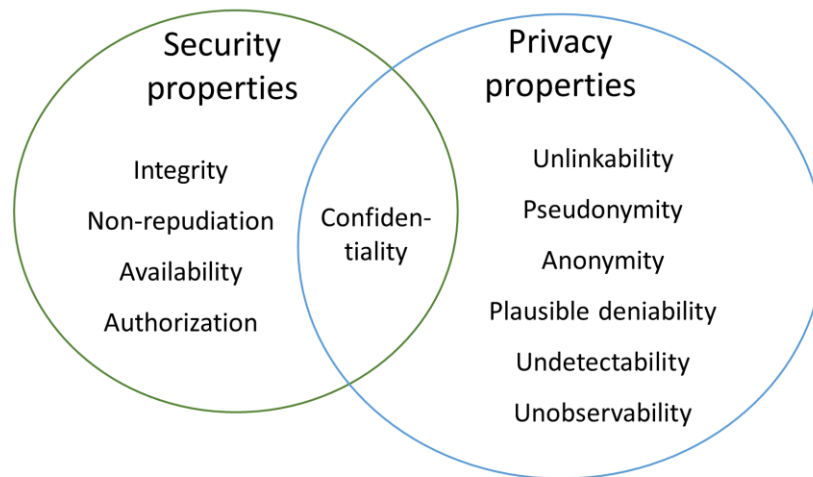 Security
properties
Integrity
Non-repudiation
Availability
Authorization
Confiden-
tiality
Privacy
properties
Unlinkability
Pseudonymity
Anonymity
Plausible deniability
Undetectability
Unobservability